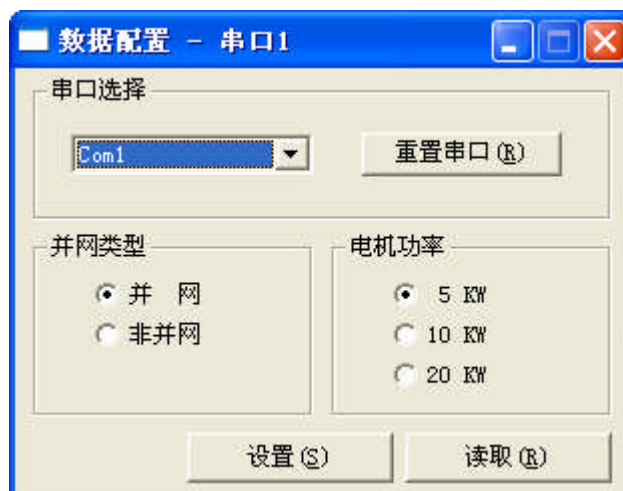 数据配置 - 串口1
串口选择
Com1
重置串口(R)
并网类型
并 网
非并网
电机功率
5 KW
10 KW
20 KW
设置(S)
读取(R)